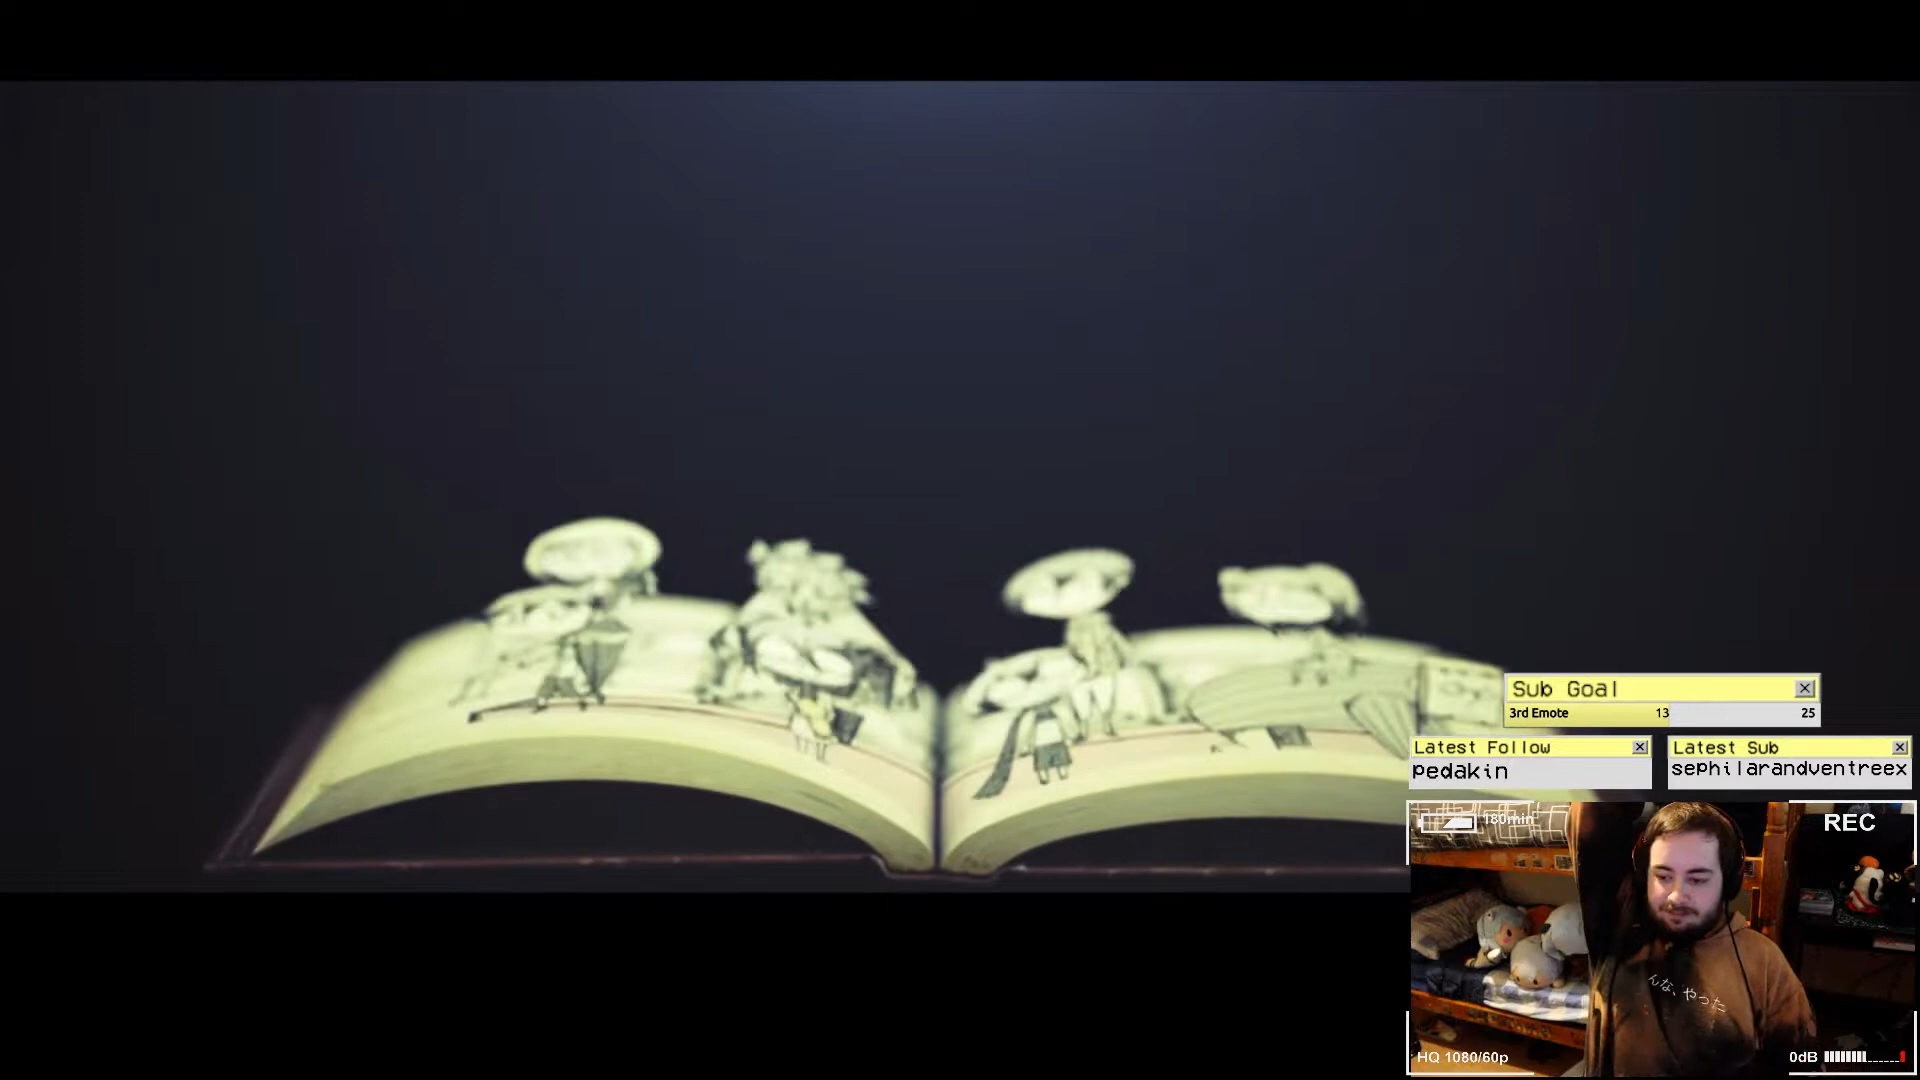 Sub Goal
3rd Emote 13 25
Latest Follow
pedakin
Latest Sub
sephilarandventreex
180min
REC
んな、やった
HQ 1080/60p
0dB